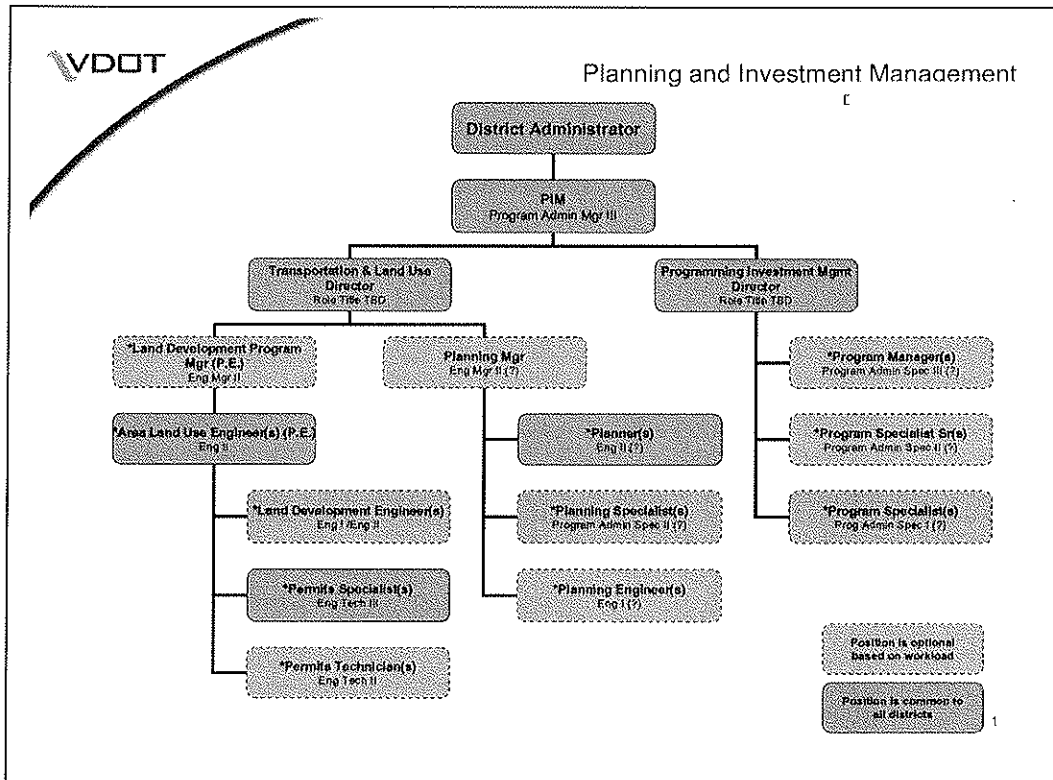 VDOT
Planning and Investment Management
District Administrator
PIM
Program Admin Mgr III
Transportation & Land Use
Director
Role Title TBD
Programming Investment Mgmt
Director
Role Title TBD
*Land Development Program
Mgr (P.E.)
Eng Mgr II
Planning Mgr
Eng Mgr II (?)
*Program Manager(s)
Program Admin Spec III (?)
*Area Land Use Engineer(s) (P.E.)
Eng II
*Planner(s)
Eng II (?)
*Program Specialist Sr(s)
Program Admin Spec II (?)
*Land Development Engineer(s)
Eng I /Eng II
*Planning Specialist(s)
Program Admin Spec II (?)
*Program Specialist(s)
Prog Admin Spec I (?)
*Permits Specialist(s)
Eng Tech III
*Planning Engineer(s)
Eng I (?)
*Permits Technician(s)
Eng Tech II
Position is optional
based on workload
Position is common to
all districts
1